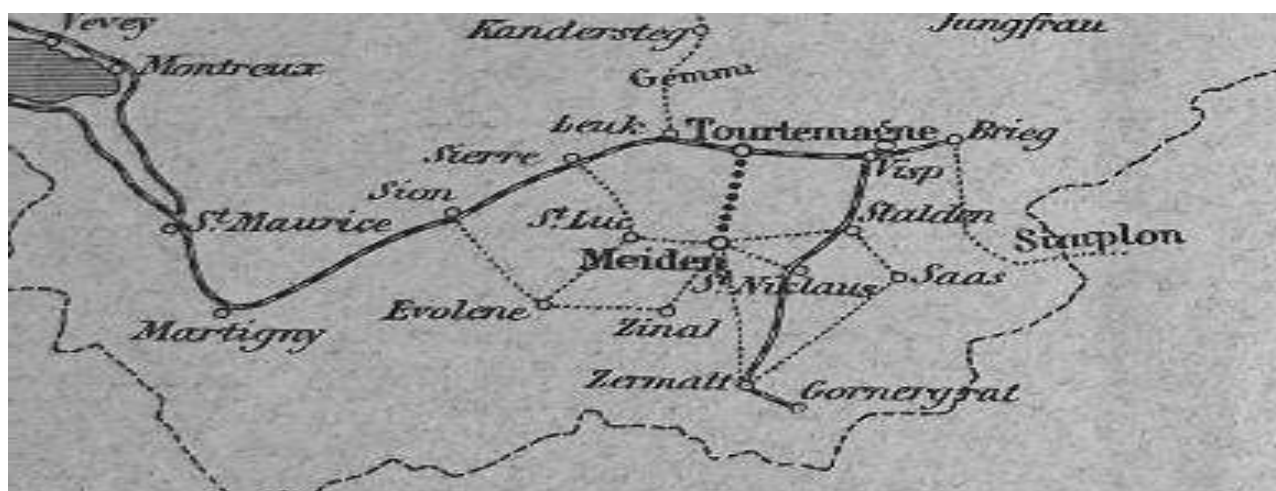 Vevey
Kandersteg
Jungfrau
Montreux
Gemmi
Leuk
Tourtemagne
Brieg
Sierre
Visp
Sion
St. Maurice
St. Luc
Stalden
Simplon
Meiden
St. Niclaus
Saas
Evolene
Zinal
Martigny
Zermatt
Gornergrat